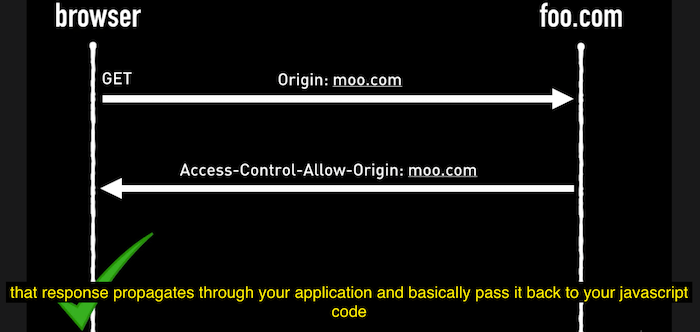 browser
foo.com
GET
Origin: moo.com
Access-Control-Allow-Origin: moo.com
that response propagates through your application and basically pass it back to your javascript
code